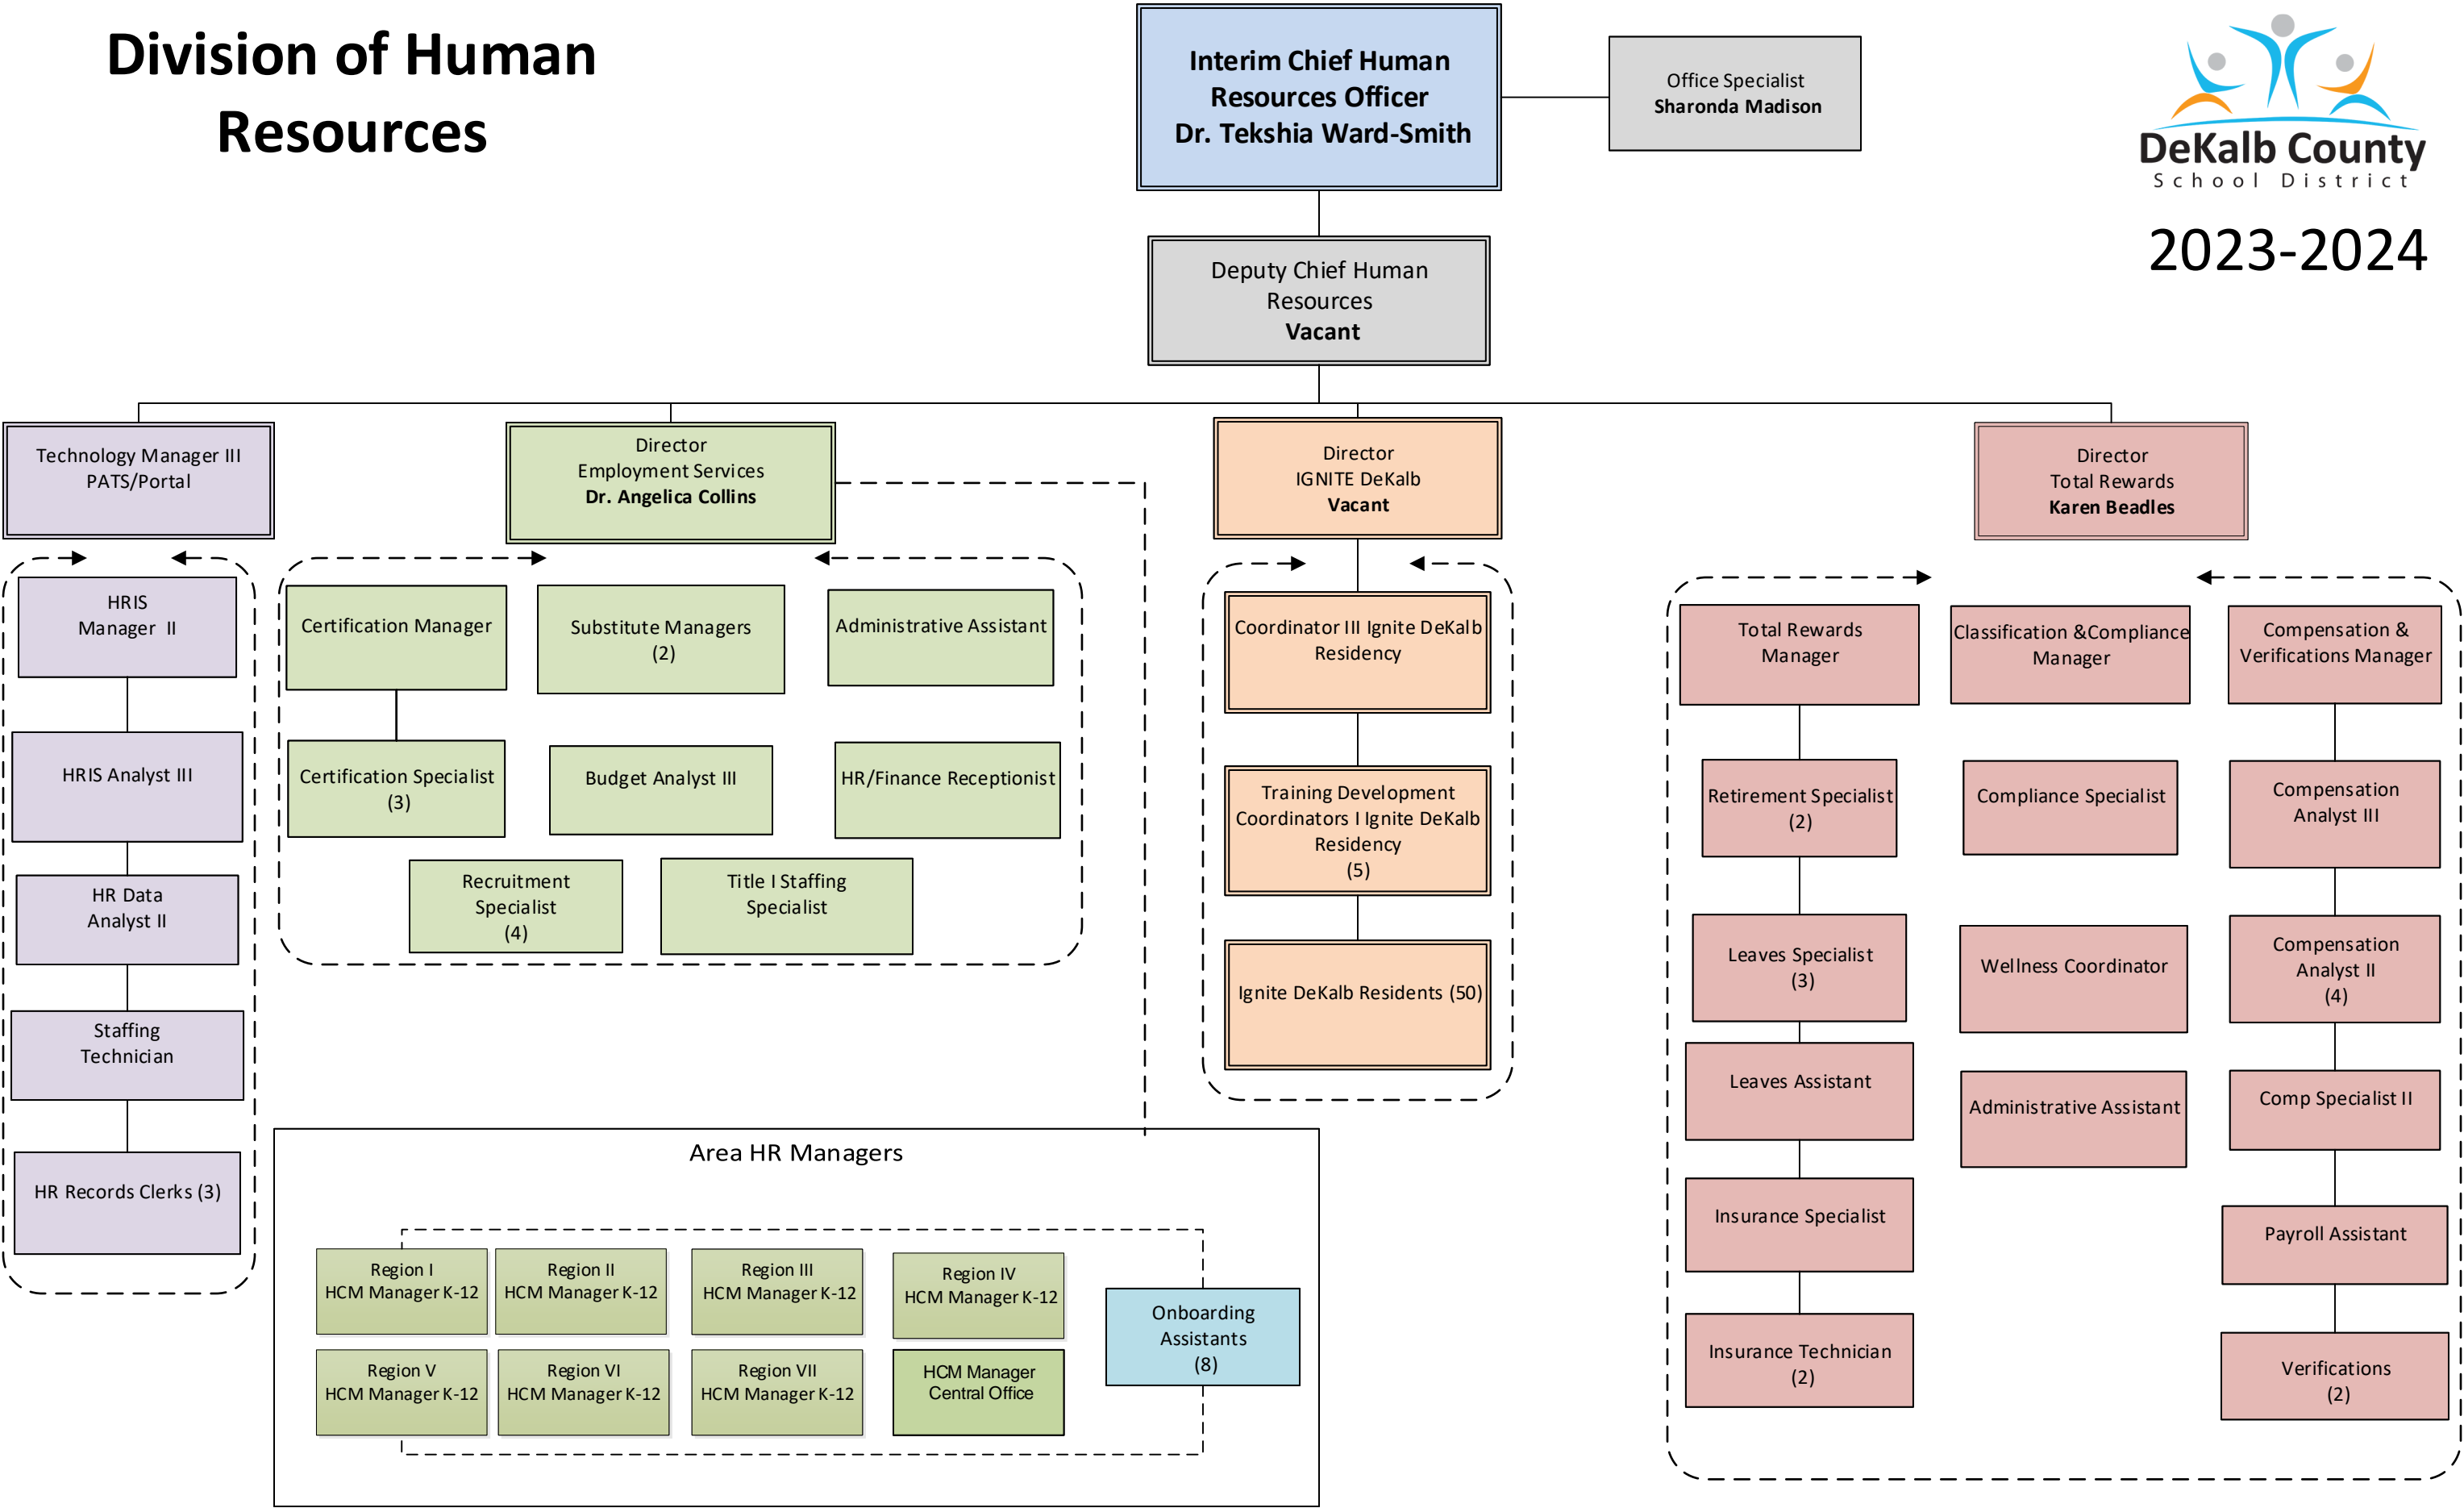 Division of Human
Resources
Interim Chief Human
Resources Officer
Dr. Tekshia Ward-Smith
Office Specialist
Sharonda Madison
DeKalb County
School District
2023-2024
Deputy Chief Human
Resources
Vacant
Technology Manager III
PATS/Portal
Director
Employment Services
Dr. Angelica Collins
Director
IGNITE DeKalb
Vacant
Director
Total Rewards
Karen Beadles
HRIS
Manager II
HRIS Analyst III
HR Data
Analyst II
Staffing
Technician
HR Records Clerks (3)
Certification Manager
Substitute Managers
(2)
Administrative Assistant
Certification Specialist
(3)
Budget Analyst III
HR/Finance Receptionist
Recruitment
Specialist
(4)
Title I Staffing
Specialist
Coordinator III Ignite DeKalb
Residency
Training Development
Coordinators I Ignite DeKalb
Residency
(5)
Ignite DeKalb Residents (50)
Total Rewards
Manager
Retirement Specialist
(2)
Leaves Specialist
(3)
Leaves Assistant
Insurance Specialist
Insurance Technician
(2)
Classification &Compliance
Manager
Compliance Specialist
Wellness Coordinator
Administrative Assistant
Compensation &
Verifications Manager
Compensation
Analyst III
Compensation
Analyst II
(4)
Comp Specialist II
Payroll Assistant
Verifications
(2)
Area HR Managers
Region I
HCM Manager K-12
Region II
HCM Manager K-12
Region III
HCM Manager K-12
Region IV
HCM Manager K-12
Region V
HCM Manager K-12
Region VI
HCM Manager K-12
Region VII
HCM Manager K-12
HCM Manager
Central Office
Onboarding
Assistants
(8)